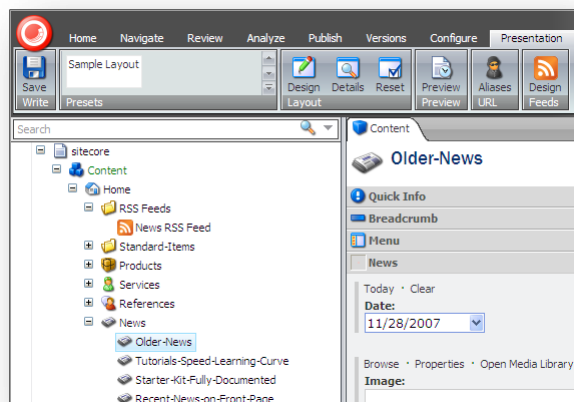 Home Navigate Review Analyze Publish Versions Configure Presentation
Sample Layout
Save
Design Details Reset Preview Aliases Design
Write Presets Layout Preview URL Feeds
Search
Content
sitecore
Content
Home
RSS Feeds
News RSS Feed
Standard-Items
Products
Services
References
News
Older-News
Tutorials-Speed-Learning-Curve
Starter-Kit-Fully-Documented
Recent-News-on-Front-Page
Older-News
Quick Info
Breadcrumb
Menu
News
Today · Clear
Date:
11/28/2007
Browse · Properties · Open Media Library
Image: